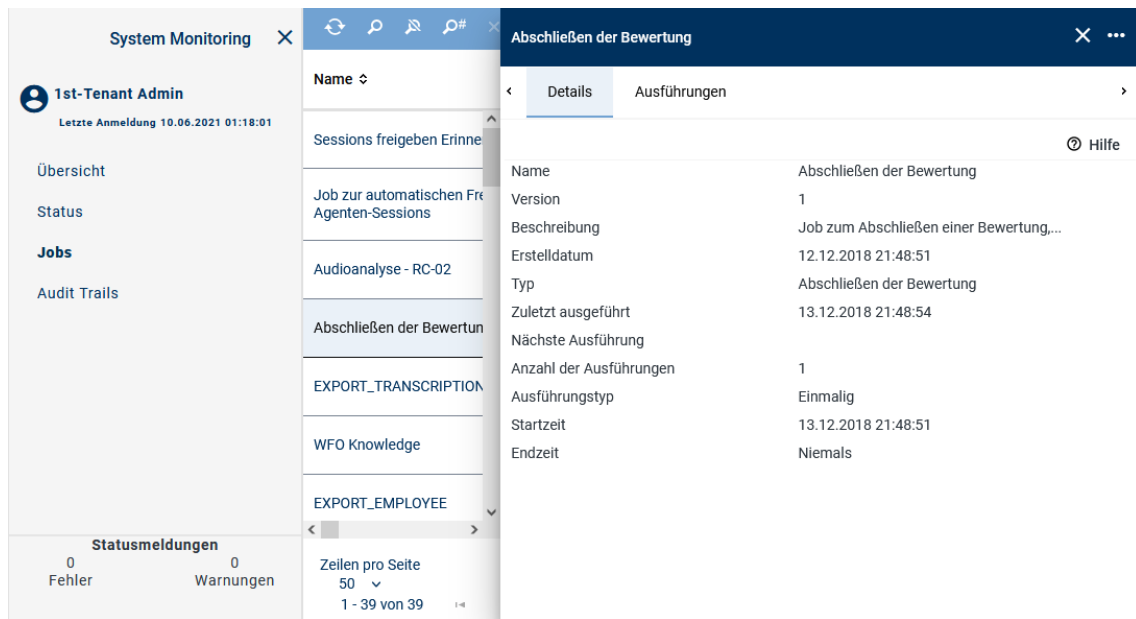 System Monitoring
1st-Tenant Admin
Letzte Anmeldung 10.06.2021 01:18:01
Übersicht
Status
Jobs
Audit Trails
Statusmeldungen
0 0
Fehler Warnungen
#
Name
Sessions freigeben Erinne
Job zur automatischen Fre
Agenten-Sessions
Audioanalyse - RC-02
Abschließen der Bewertun
EXPORT_TRANSCRIPTION
WFO Knowledge
EXPORT_EMPLOYEE
Zeilen pro Seite
50
1 - 39 von 39
Abschließen der Bewertung
Details Ausführungen
Hilfe
Name Abschließen der Bewertung
Version 1
Beschreibung Job zum Abschließen einer Bewertung,...
Erstelldatum 12.12.2018 21:48:51
Typ Abschließen der Bewertung
Zuletzt ausgeführt 13.12.2018 21:48:54
Nächste Ausführung
Anzahl der Ausführungen 1
Ausführungstyp Einmalig
Startzeit 13.12.2018 21:48:51
Endzeit Niemals